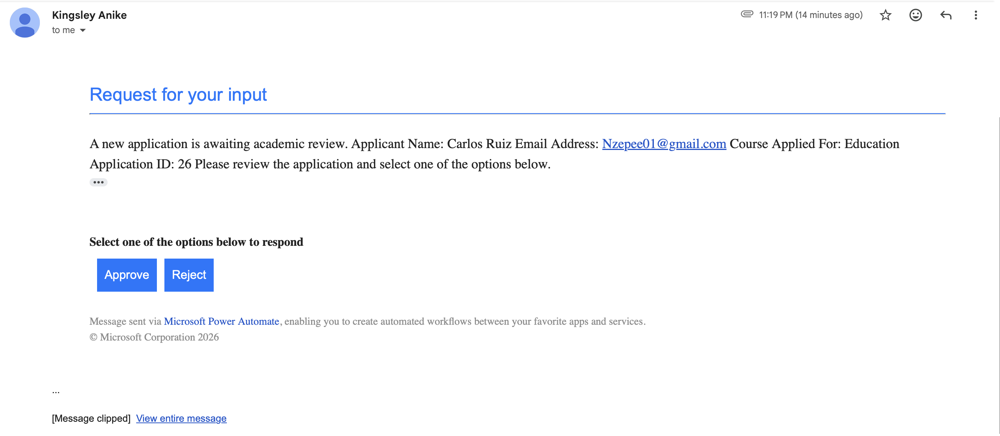 Kingsley Anike
11:19 PM (14 minutes ago)
to me
Request for your input
A new application is awaiting academic review. Applicant Name: Carlos Ruiz Email Address: Nzepee01@gmail.com Course Applied For: Education
Application ID: 26 Please review the application and select one of the options below.
Select one of the options below to respond
Approve Reject
Message sent via Microsoft Power Automate, enabling you to create automated workflows between your favorite apps and services.
© Microsoft Corporation 2026
...
[Message clipped] View entire message